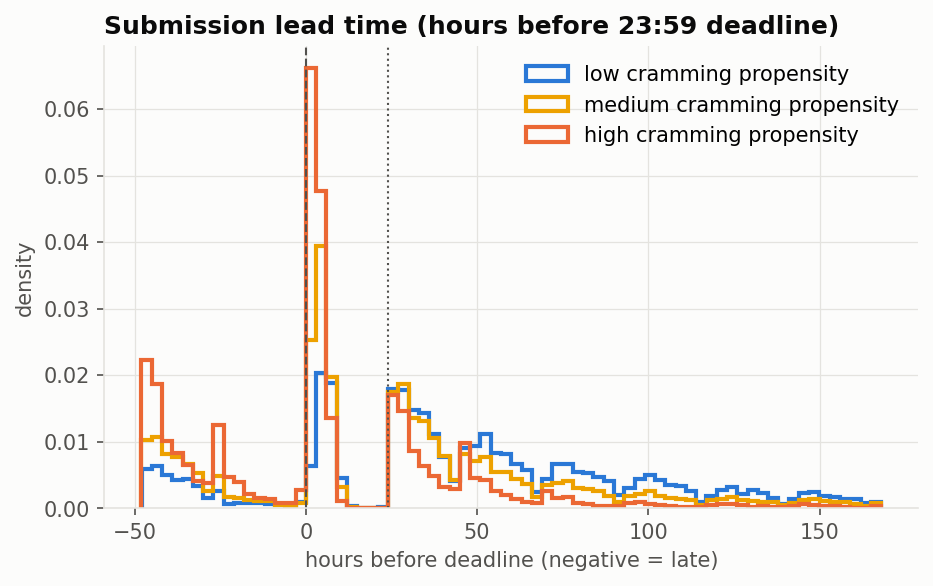 Submission lead time (hours before 23:59 deadline)
low cramming propensity
medium cramming propensity
high cramming propensity
density
0.06
0.05
0.04
0.03
0.02
0.01
0.00
−50
0
50
100
150
hours before deadline (negative = late)